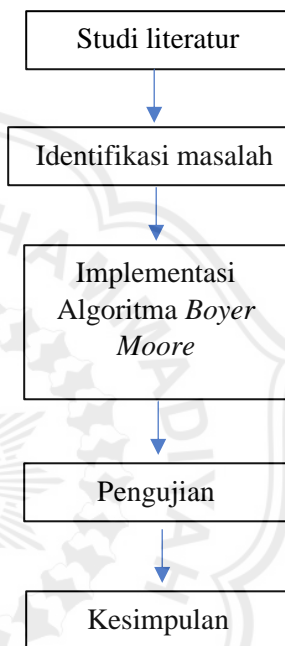 Studi literatur
Identifikasi masalah
Implementasi
Algoritma Boyer
Moore
Pengujian
Kesimpulan